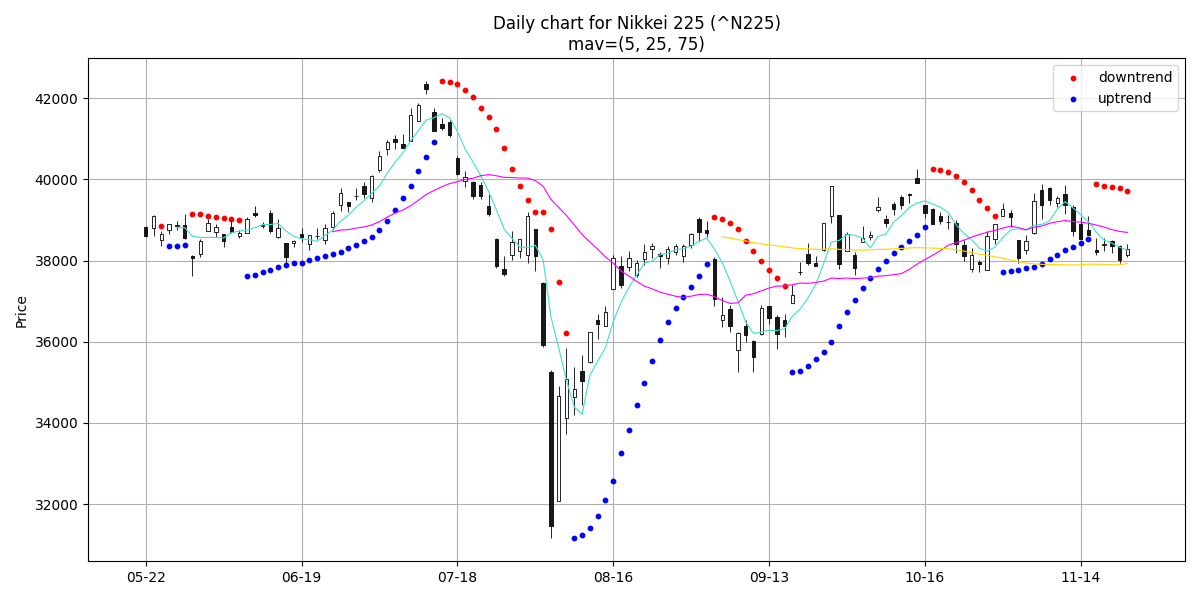 Daily chart for Nikkei 225 (^N225)
mav=(5, 25, 75)
downtrend
uptrend
Price
42000
40000
38000
36000
34000
32000
05-22
06-19
07-18
08-16
09-13
10-16
11-14